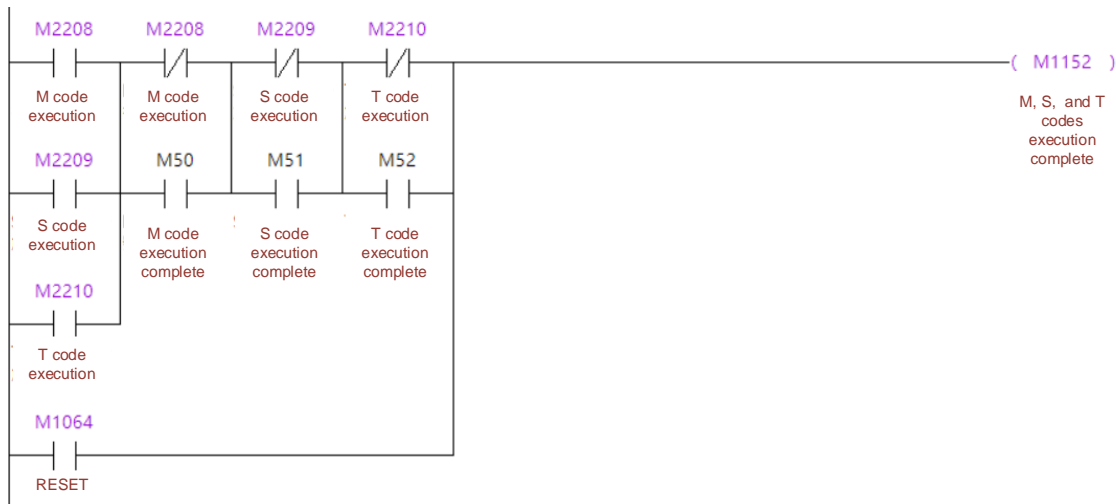 M2208 M2208 M2209 M2210
( M1152 )
M code
execution
M code
execution
S code
execution
T code
execution
M, S, and T
codes
execution
complete
M2209 M50 M51 M52
S code
execution
M code
execution
complete
S code
execution
complete
T code
execution
complete
M2210
T code
execution
M1064
RESET